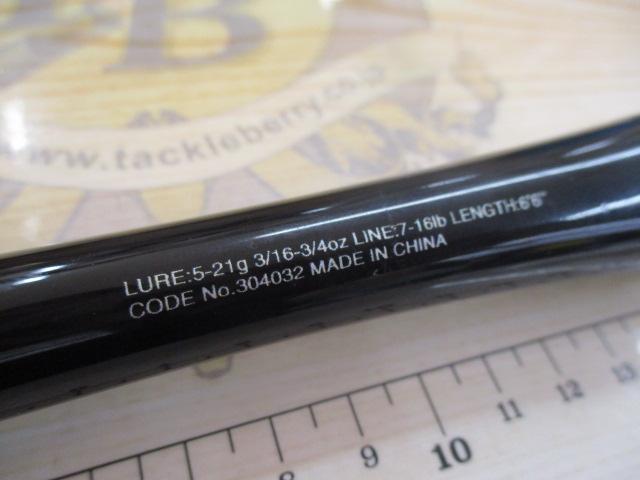 B
www.tackleberry.co.jp
LURE:5-21g 3/16-3/4oz LINE:7-16lb LENGTH:6'6"
CODE No.304032 MADE IN CHINA
8 9 10 11 12 13